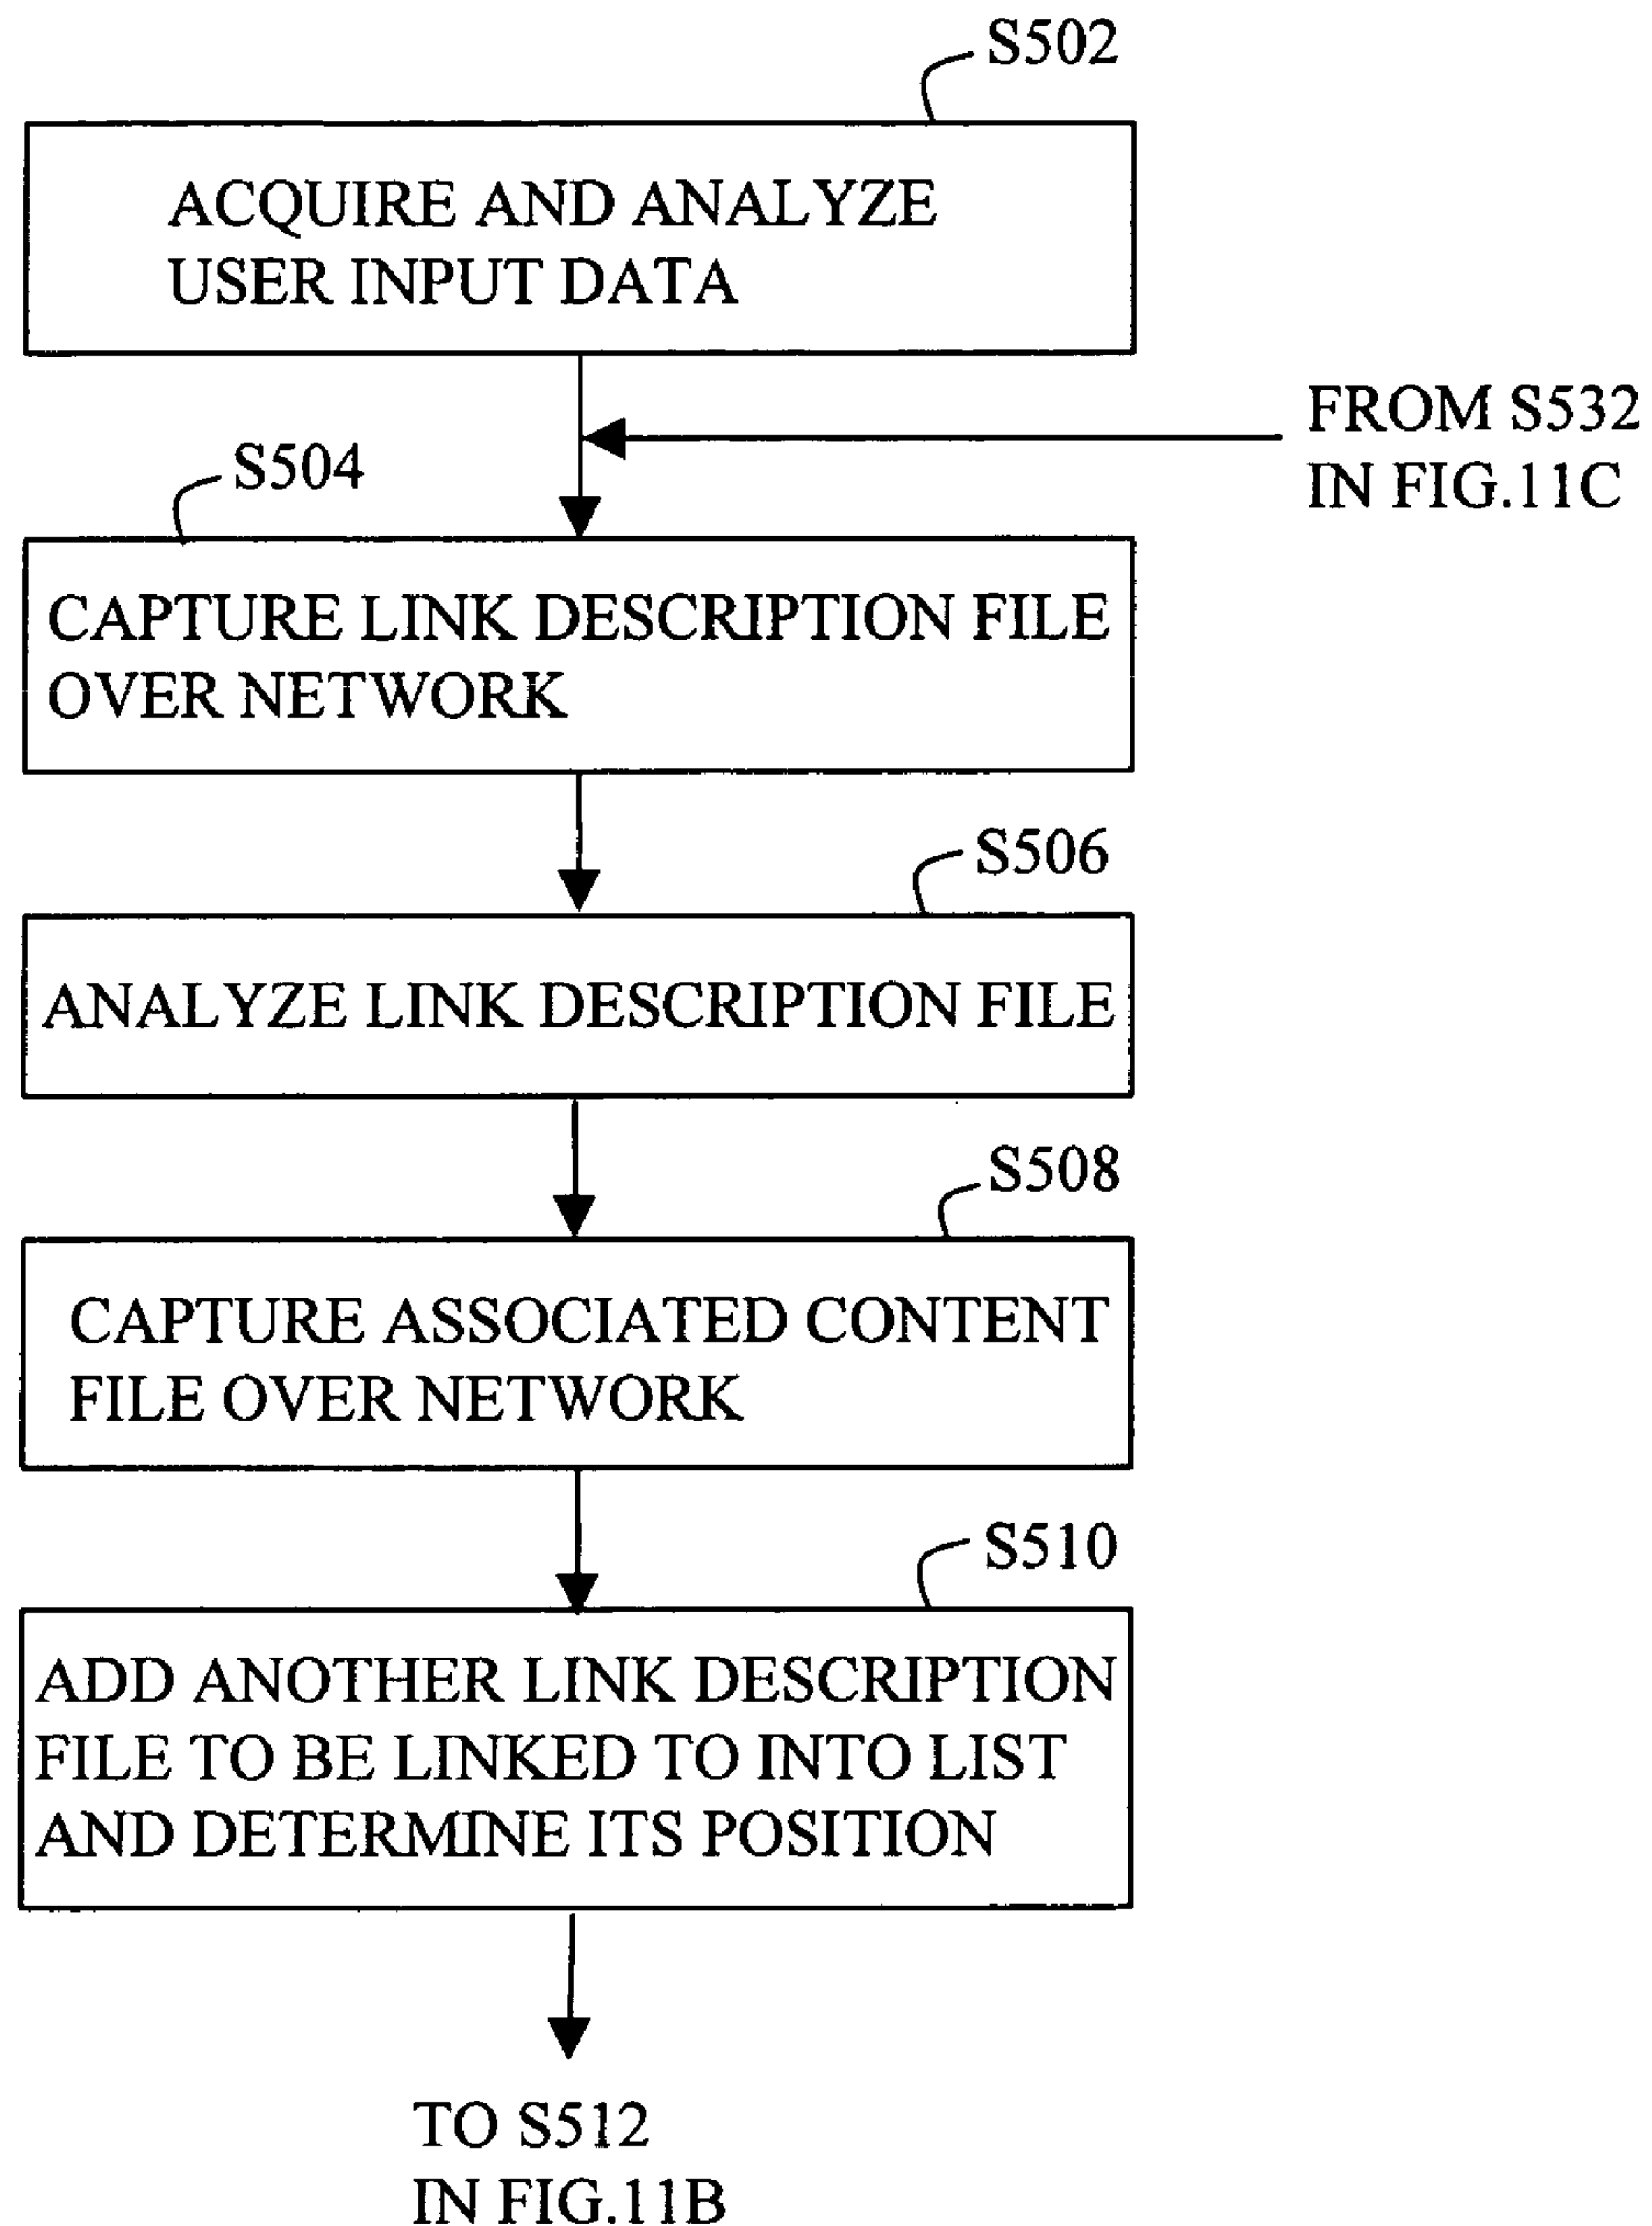 S502
ACQUIRE AND ANALYZE
USER INPUT DATA
FROM S532
IN FIG.11C
S504
CAPTURE LINK DESCRIPTION FILE
OVER NETWORK
S506
ANALYZE LINK DESCRIPTION FILE
S508
CAPTURE ASSOCIATED CONTENT
FILE OVER NETWORK
S510
ADD ANOTHER LINK DESCRIPTION
FILE TO BE LINKED TO INTO LIST
AND DETERMINE ITS POSITION
TO S512
IN FIG.11B